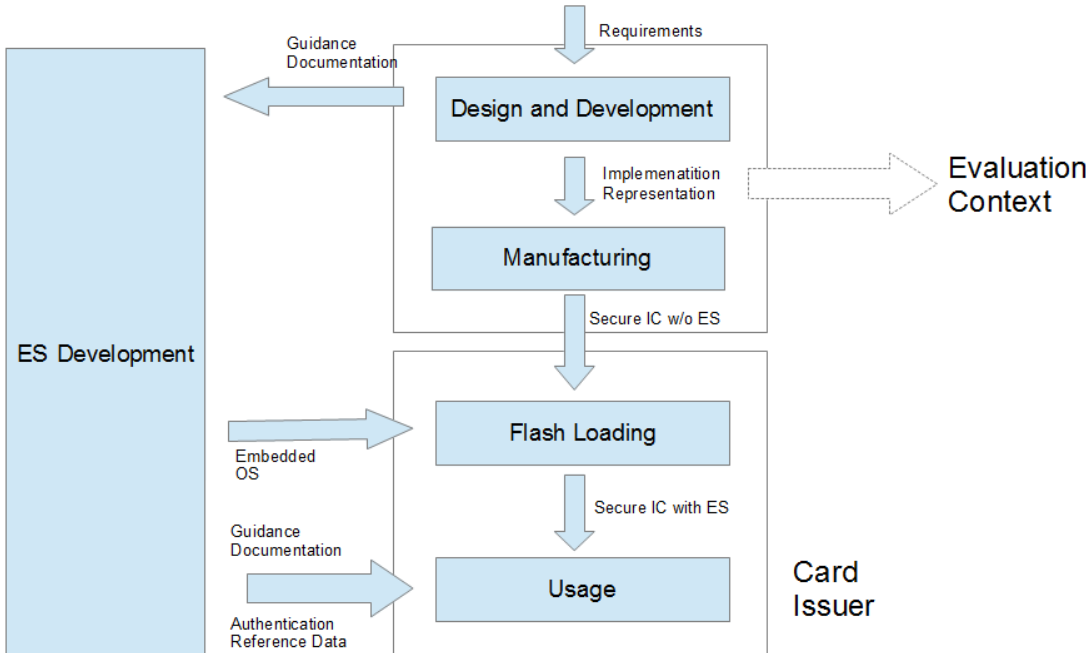 Requirements
Guidance
Documentation
Design and Development
Implemenatition
Representation
Evaluation
Context
Manufacturing
Secure IC w/o ES
ES Development
Flash Loading
Embedded
OS
Secure IC with ES
Guidance
Documentation
Usage
Card
Issuer
Authentication
Reference Data